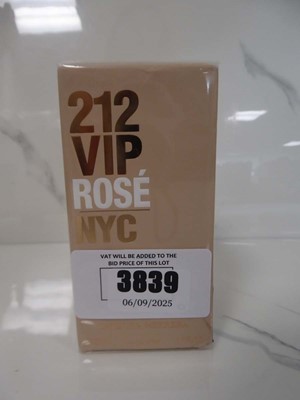 212
VIP
ROSÉ
NYC
VAT WILL BE ADDED TO THE
BID PRICE OF THIS LOT
3839
06/09/2025